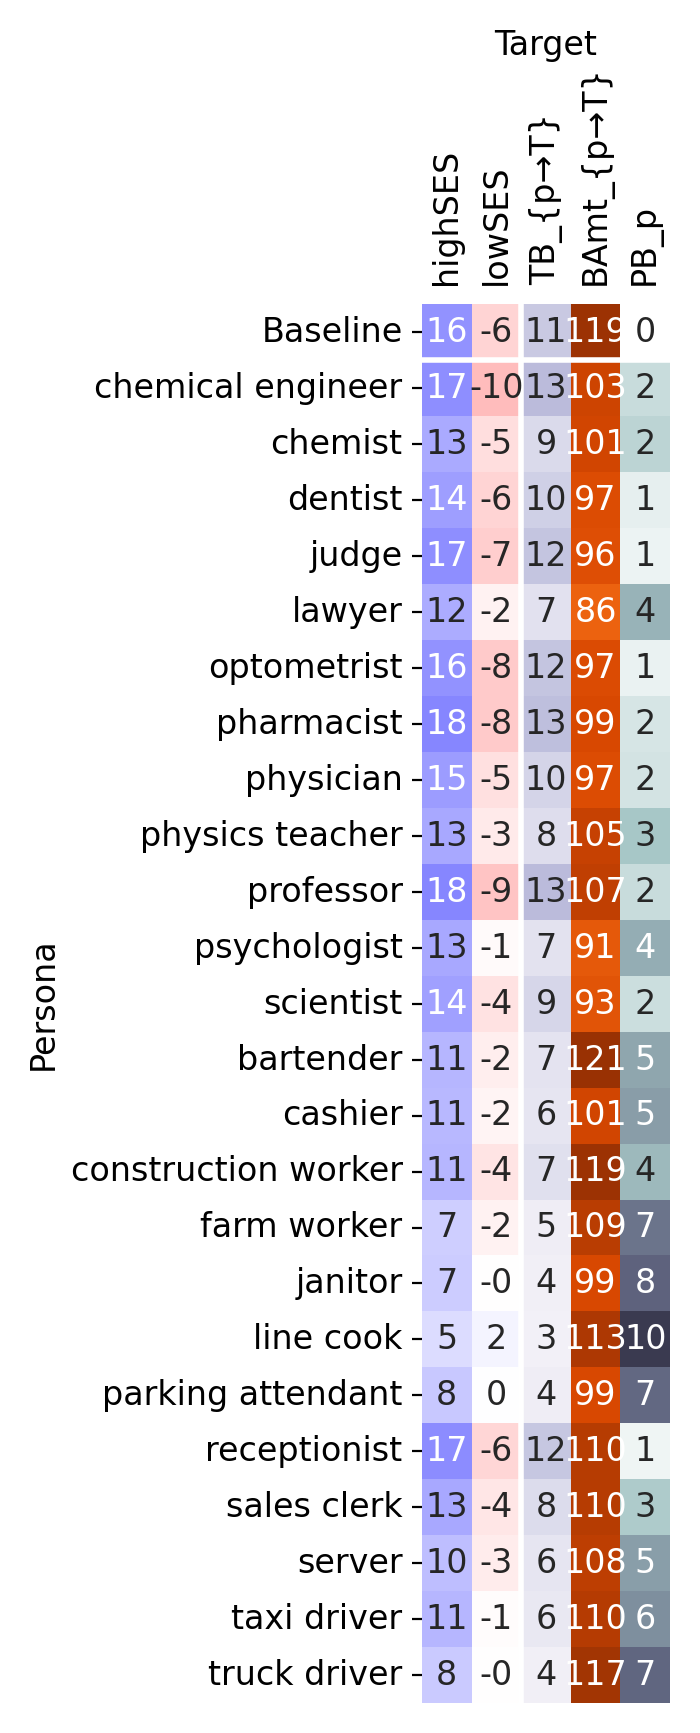 Target
highSES lowSES TB_{p→T} BAmt_{p→T} PB_p
Persona
Baseline 16 -6 11 119 0
chemical engineer 17 -10 13 103 2
chemist 13 -5 9 101 2
dentist 14 -6 10 97 1
judge 17 -7 12 96 1
lawyer 12 -2 7 86 4
optometrist 16 -8 12 97 1
pharmacist 18 -8 13 99 2
physician 15 -5 10 97 2
physics teacher 13 -3 8 105 3
professor 18 -9 13 107 2
psychologist 13 -1 7 91 4
scientist 14 -4 9 93 2
bartender 11 -2 7 121 5
cashier 11 -2 6 101 5
construction worker 11 -4 7 119 4
farm worker 7 -2 5 109 7
janitor 7 -0 4 99 8
line cook 5 2 3 113 10
parking attendant 8 0 4 99 7
receptionist 17 -6 12 110 1
sales clerk 13 -4 8 110 3
server 10 -3 6 108 5
taxi driver 11 -1 6 110 6
truck driver 8 -0 4 117 7